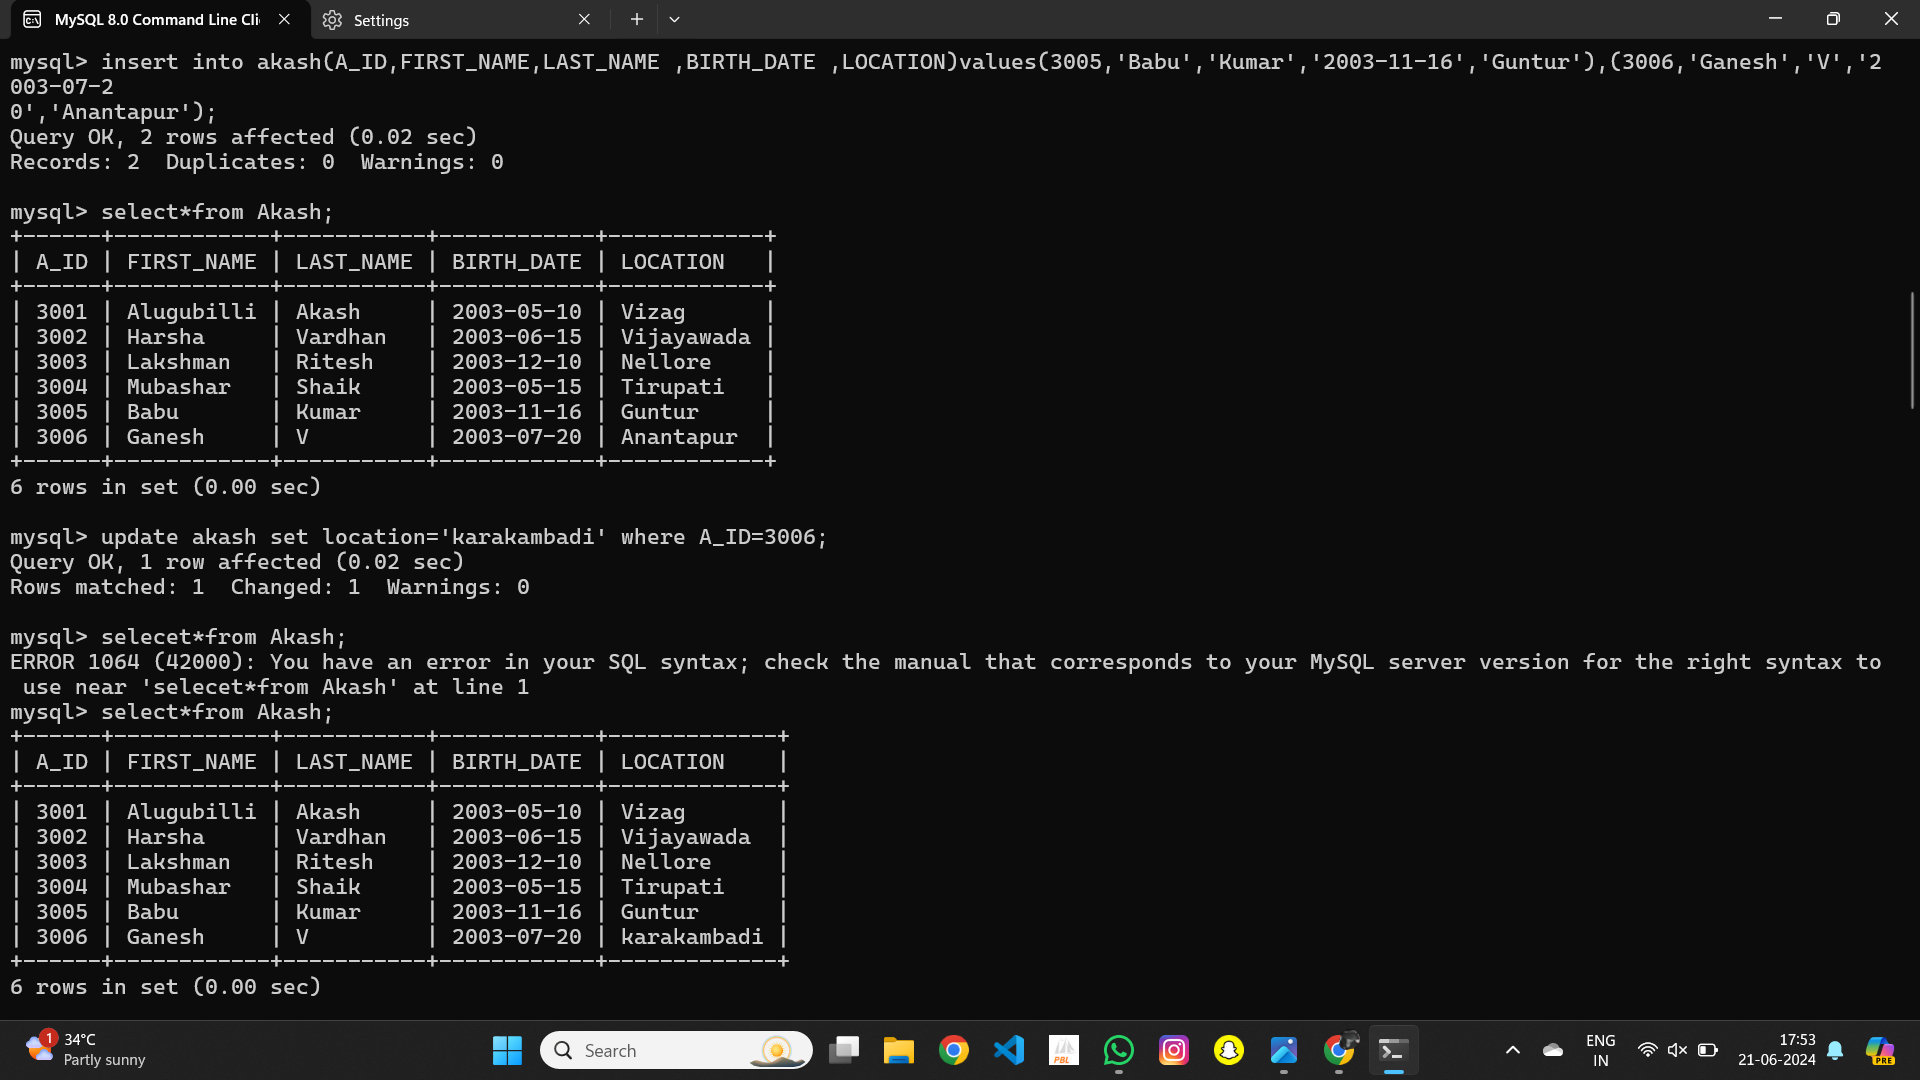 MySQL 8.0 Command Line Cli
Settings
mysql> insert into akash(A_ID,FIRST_NAME,LAST_NAME ,BIRTH_DATE ,LOCATION)values(3005,'Babu','Kumar','2003-11-16','Guntur'),(3006,'Ganesh','V','2
003-07-2
0','Anantapur');
Query OK, 2 rows affected (0.02 sec)
Records: 2  Duplicates: 0  Warnings: 0
mysql> select*from Akash;
+------+------------+-----------+------------+------------+
| A_ID | FIRST_NAME | LAST_NAME | BIRTH_DATE | LOCATION   |
+------+------------+-----------+------------+------------+
| 3001 | Alugubilli | Akash     | 2003-05-10 | Vizag      |
| 3002 | Harsha     | Vardhan   | 2003-06-15 | Vijayawada |
| 3003 | Lakshman   | Ritesh    | 2003-12-10 | Nellore    |
| 3004 | Mubashar   | Shaik     | 2003-05-15 | Tirupati   |
| 3005 | Babu       | Kumar     | 2003-11-16 | Guntur     |
| 3006 | Ganesh     | V         | 2003-07-20 | Anantapur  |
+------+------------+-----------+------------+------------+
6 rows in set (0.00 sec)
mysql> update akash set location='karakambadi' where A_ID=3006;
Query OK, 1 row affected (0.02 sec)
Rows matched: 1  Changed: 1  Warnings: 0
mysql> selecet*from Akash;
ERROR 1064 (42000): You have an error in your SQL syntax; check the manual that corresponds to your MySQL server version for the right syntax to
 use near 'selecet*from Akash' at line 1
mysql> select*from Akash;
+------+------------+-----------+------------+-------------+
| A_ID | FIRST_NAME | LAST_NAME | BIRTH_DATE | LOCATION    |
+------+------------+-----------+------------+-------------+
| 3001 | Alugubilli | Akash     | 2003-05-10 | Vizag       |
| 3002 | Harsha     | Vardhan   | 2003-06-15 | Vijayawada  |
| 3003 | Lakshman   | Ritesh    | 2003-12-10 | Nellore     |
| 3004 | Mubashar   | Shaik     | 2003-05-15 | Tirupati    |
| 3005 | Babu       | Kumar     | 2003-11-16 | Guntur      |
| 3006 | Ganesh     | V         | 2003-07-20 | karakambadi |
+------+------------+-----------+------------+-------------+
6 rows in set (0.00 sec)
1
34°C
Partly sunny
Search
PBL
ENG
IN
17:53
21-06-2024
PRE